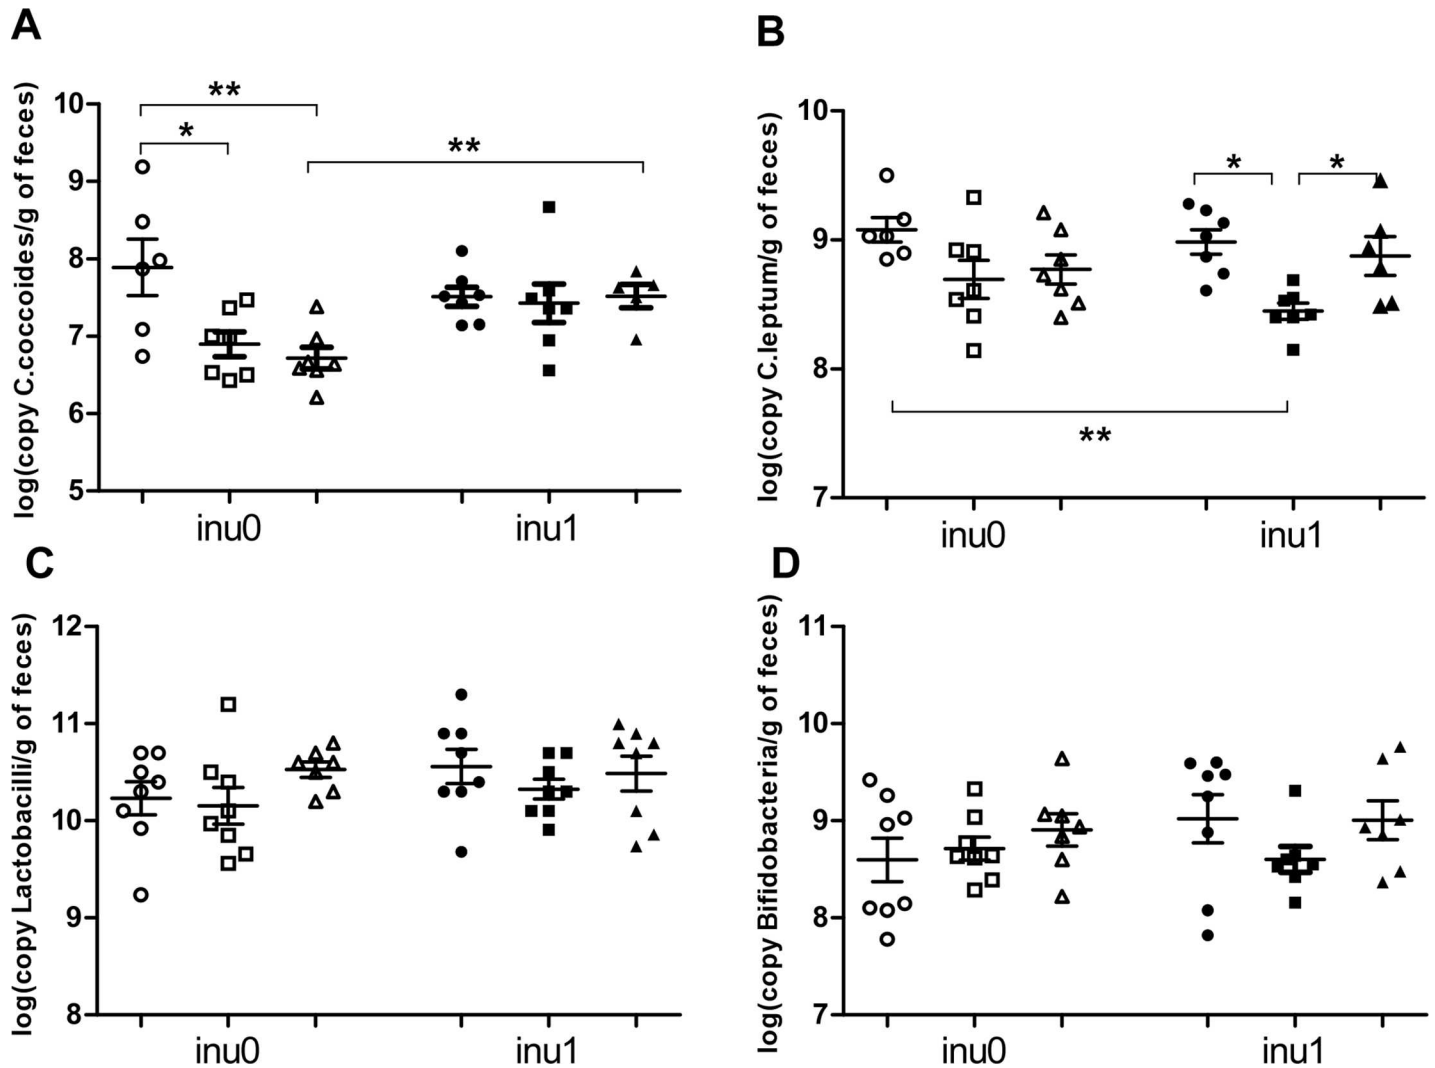 A
log(copy C.coccoides/g of feces)
10
9
8
7
6
5
**
*
**
inu0
inu1
B
log(copy C.leptum/g of feces)
10
9
8
7
*
*
**
inu0
inu1
C
log(copy Lactobacilli/g of feces)
12
11
10
9
8
inu0
inu1
D
log(copy Bifidobacteria/g of feces)
11
10
9
8
7
inu0
inu1